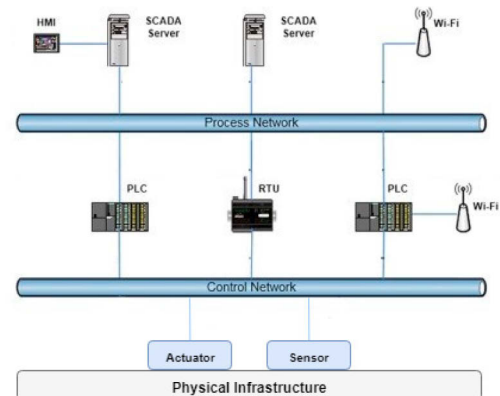 HMI
SCADA
Server
SCADA
Server
Wi-Fi
Process Network
PLC
RTU
PLC
Wi-Fi
Control Network
Actuator
Sensor
Physical Infrastructure